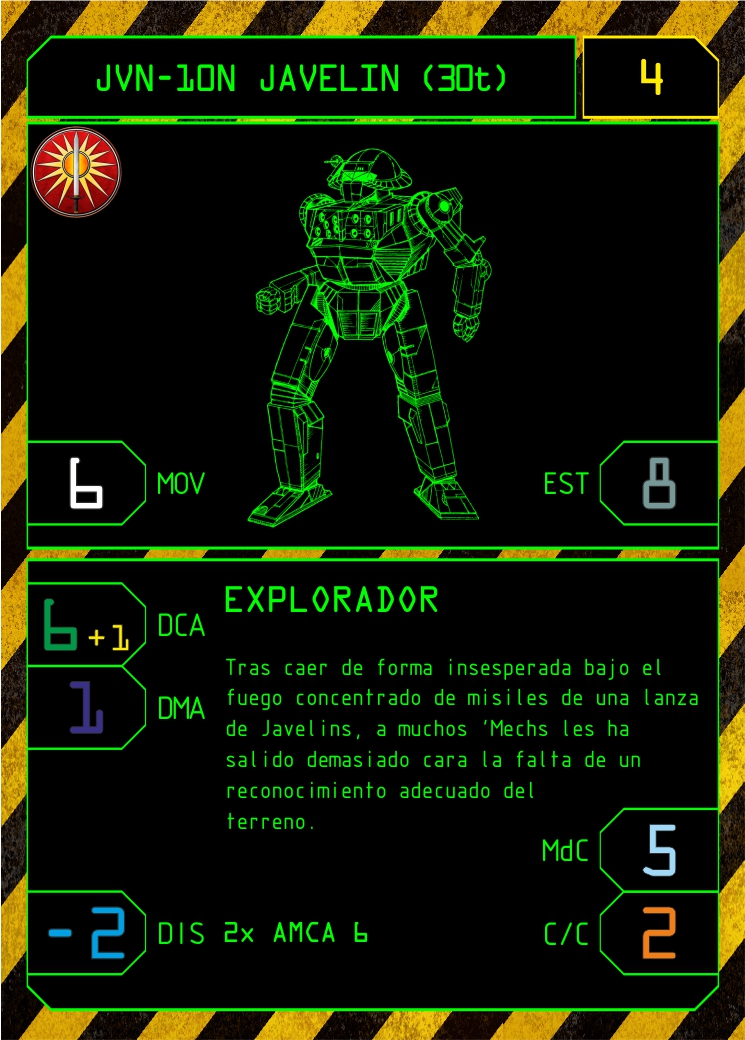 JVN-10N JAVELIN (30t)
4
6 MOV
EST 8
6 +1 DCA
EXPLORADOR
1 DMA
Tras caer de forma insesperada bajo el
fuego concentrado de misiles de una lanza
de Javelins, a muchos 'Mechs les ha
salido demasiado cara la falta de un
reconocimiento adecuado del
terreno.
MdC 5
-2 DIS 2x AMCA 6
C/C 2